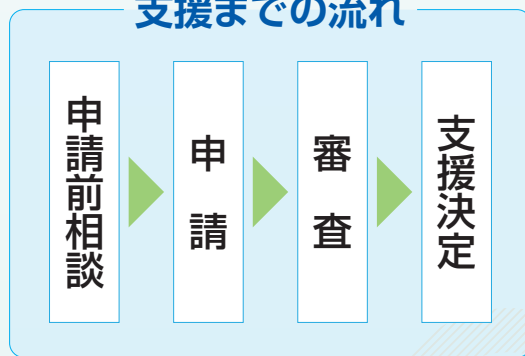 支援までの流れ
申請前相談
申請
審査
支援決定